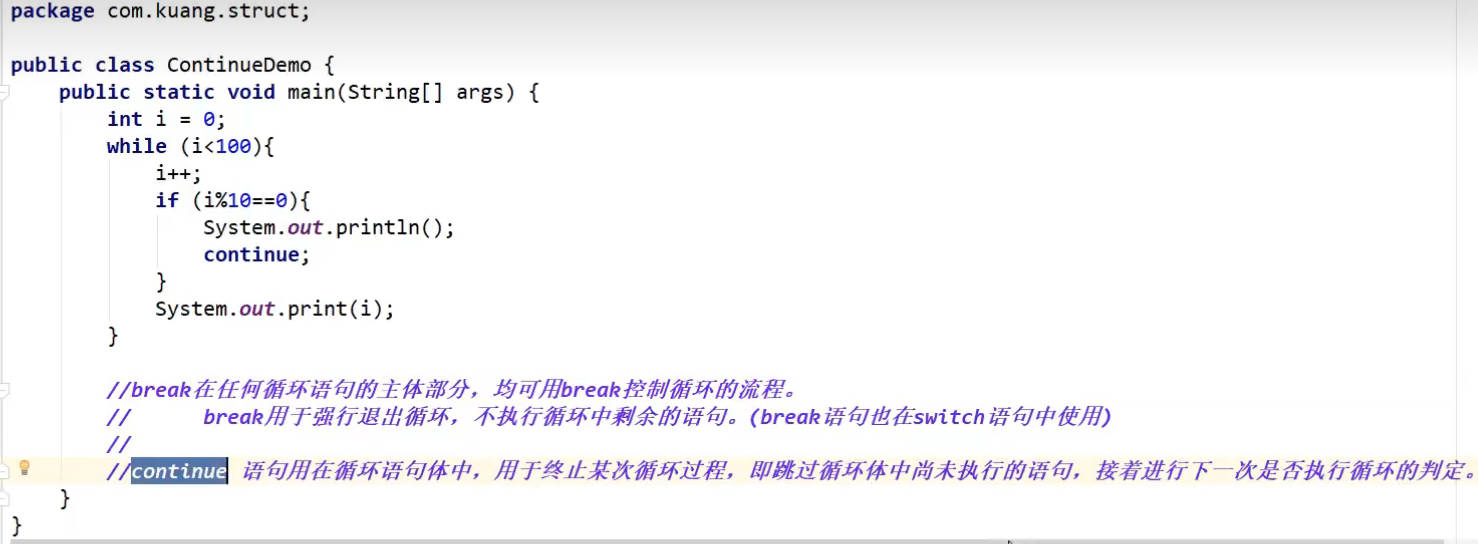 package com.kuang.struct;
public class ContinueDemo {
public static void main(String[] args) {
int i = 0;
while (i<100){
i++;
if (i%10==0){
System.out.println();
continue;
}
System.out.print(i);
}
//break在任何循环语句的主体部分，均可用break控制循环的流程。
// break用于强行退出循环，不执行循环中剩余的语句。(break语句也在switch语句中使用)
//
//continue 语句用在循环语句体中，用于终止某次循环过程，即跳过循环体中尚未执行的语句，接着进行下一次是否执行循环的判定。
}
}